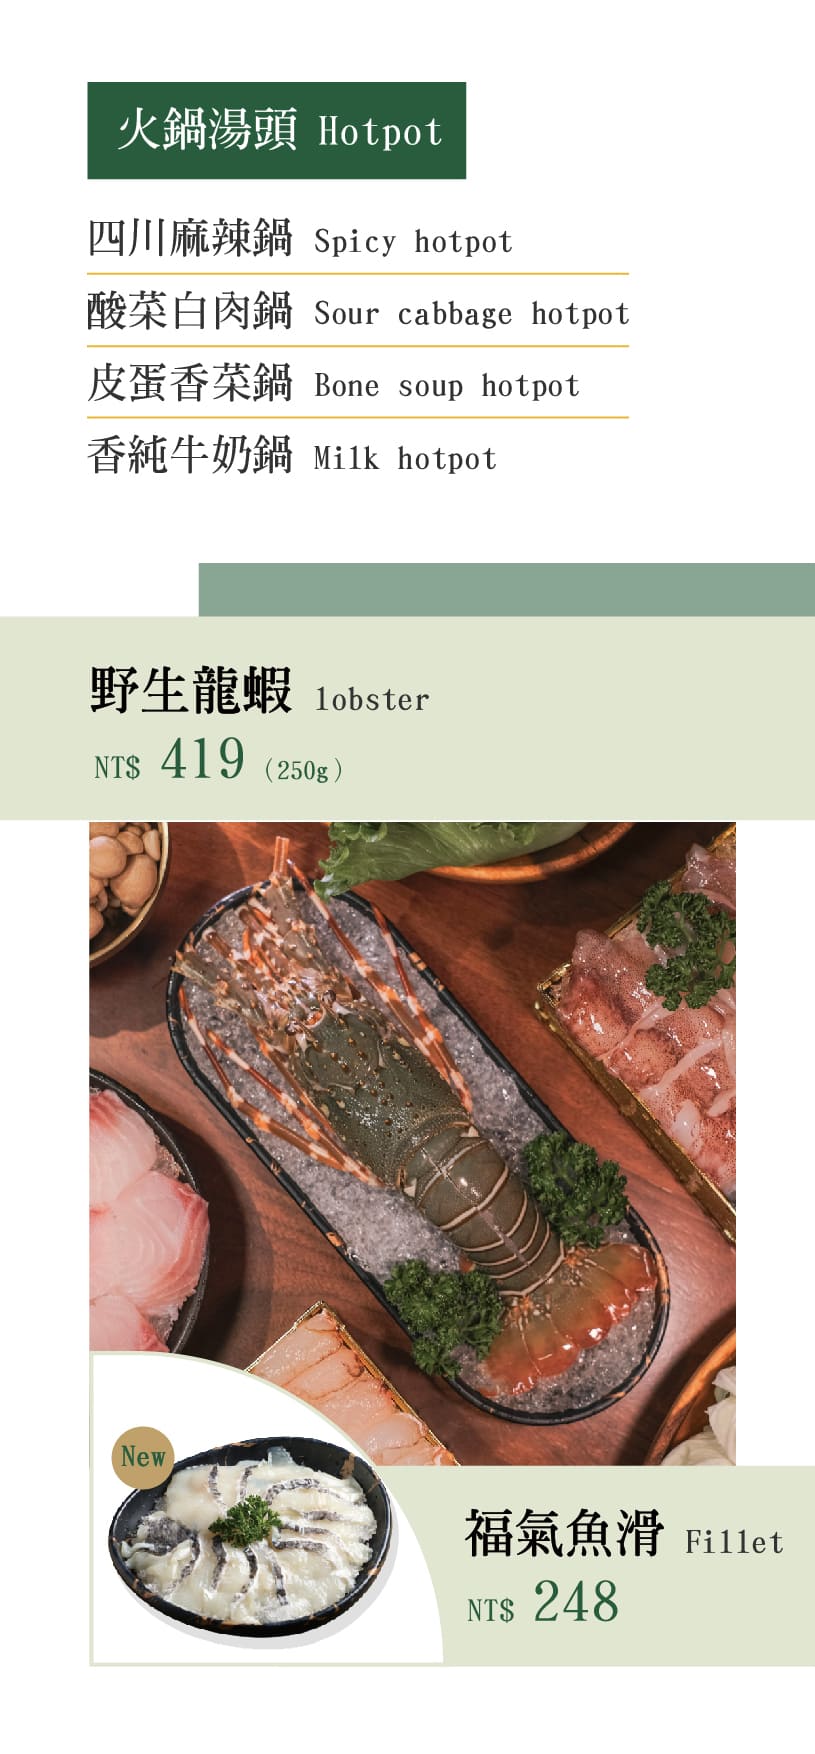 火鍋湯頭 Hotpot
四川麻辣鍋 Spicy hotpot
酸菜白肉鍋 Sour cabbage hotpot
皮蛋香菜鍋 Bone soup hotpot
香純牛奶鍋 Milk hotpot
野生龍蝦 lobster
NT$ 419 (250g)
New
福氣魚滑 Fillet
NT$ 248